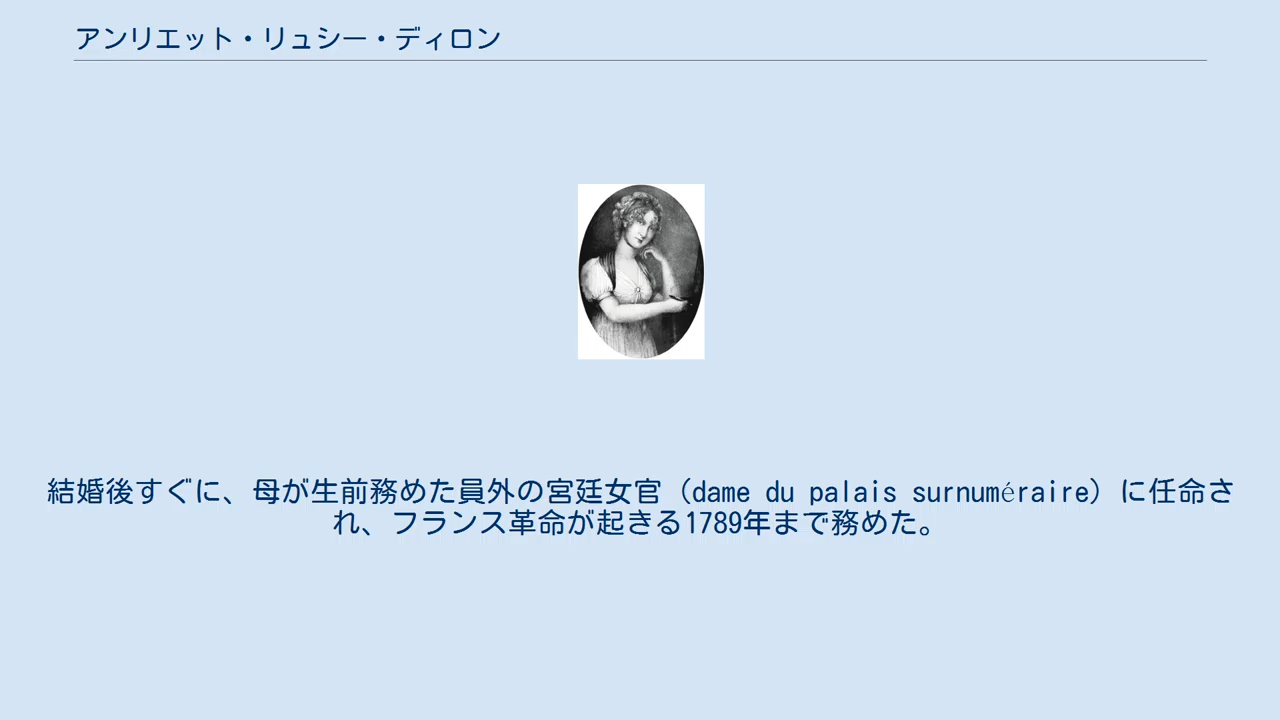 アンリエット・リュシー・ディロン
結婚後すぐに、母が生前務めた員外の宮廷女官（dame du palais surnuméraire）に任命さ
れ、フランス革命が起きる1789年まで務めた。